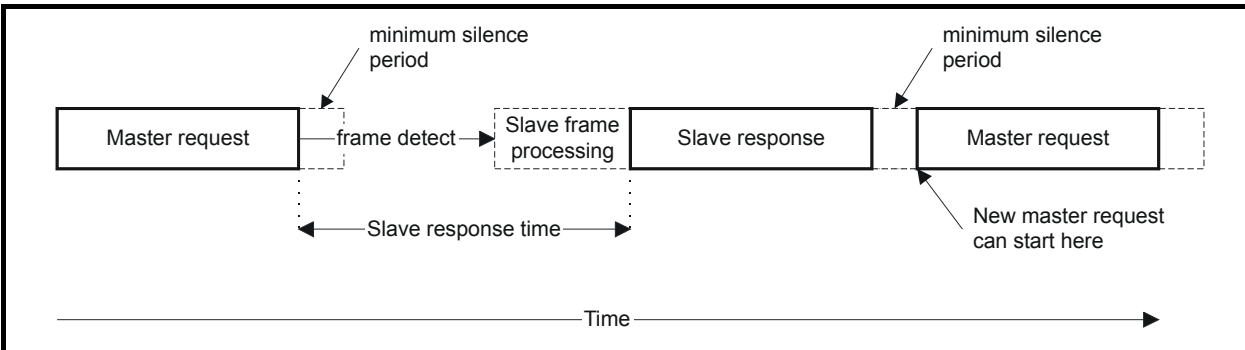 minimum silence
period
minimum silence
period
Master request
frame detect
Slave frame
processing
Slave response
Master request
Slave response time
New master request
can start here
Time